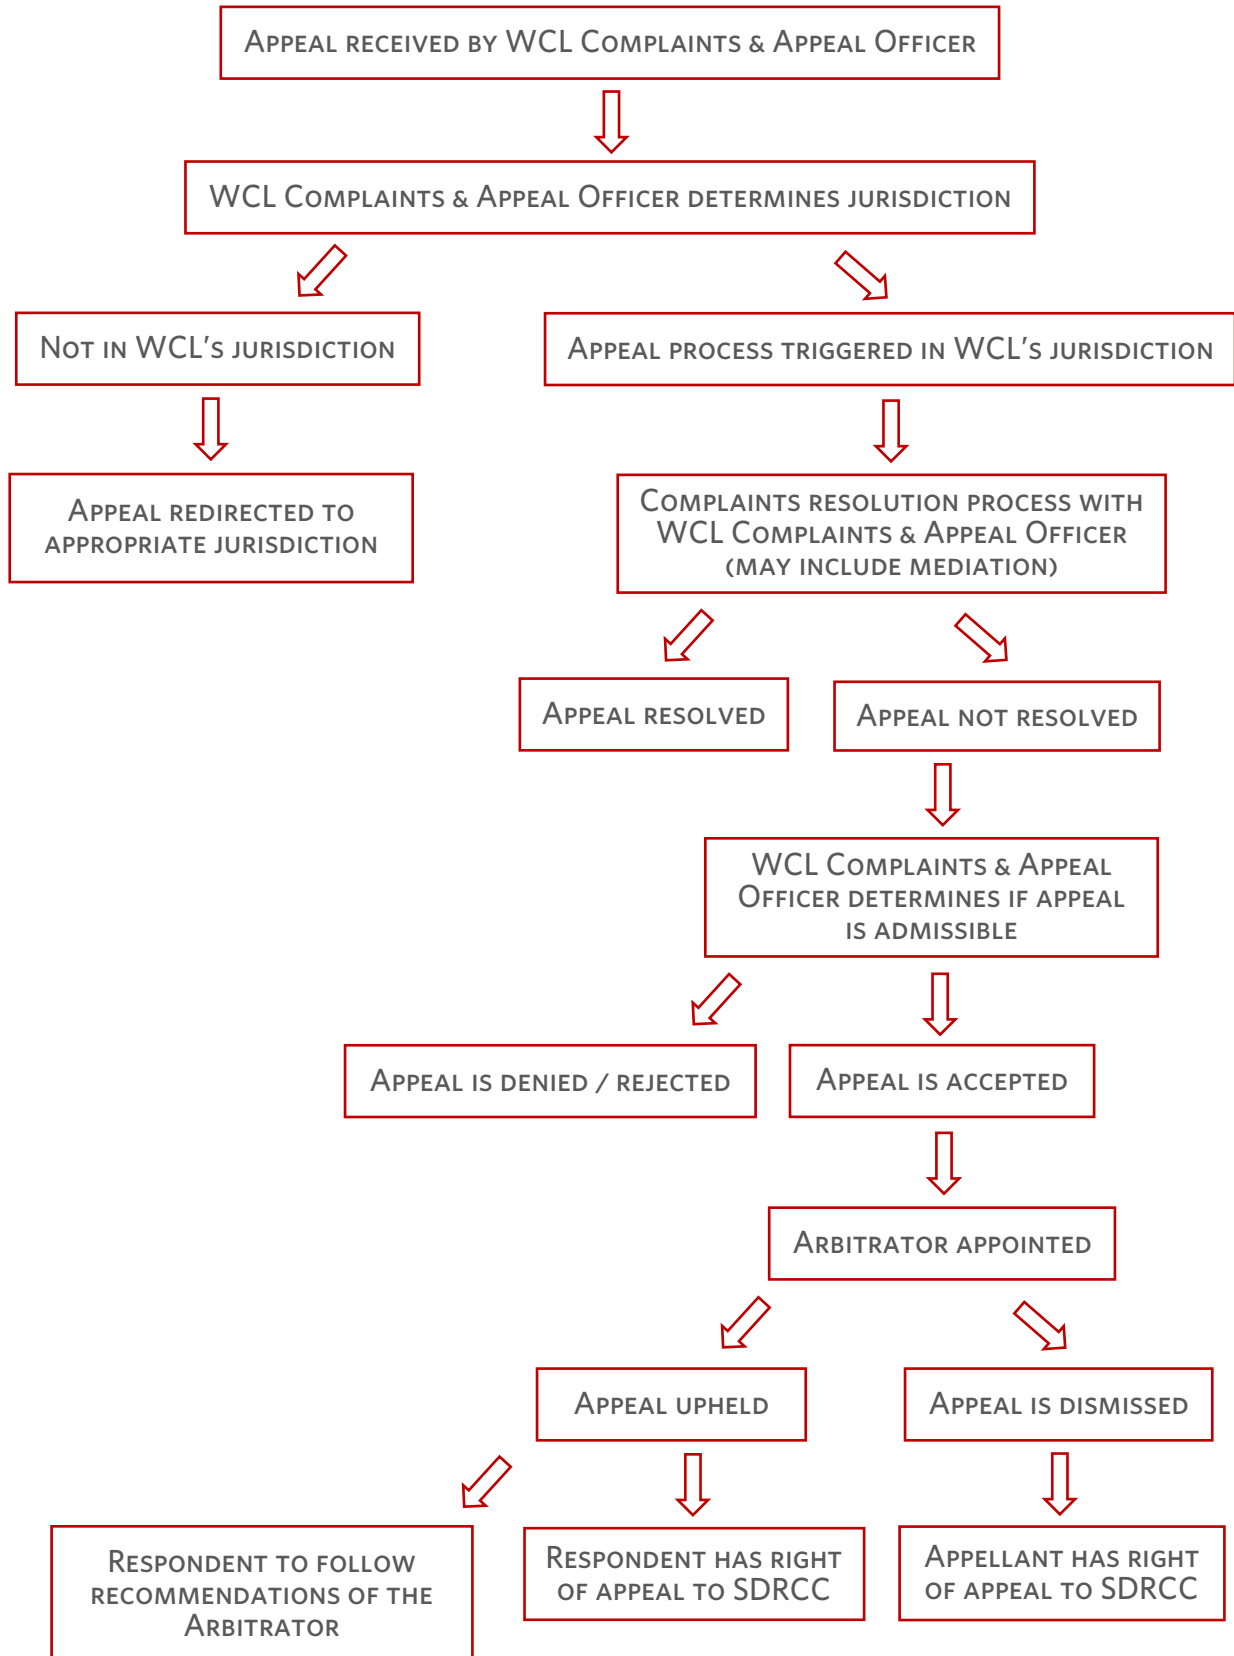 Appeal received by WCL Complaints & Appeal Officer
WCL Complaints & Appeal Officer determines jurisdiction
Not in WCL's jurisdiction
Appeal process triggered in WCL's jurisdiction
Appeal redirected to
appropriate jurisdiction
Complaints resolution process with
WCL Complaints & Appeal Officer
(may include mediation)
Appeal resolved
Appeal not resolved
WCL Complaints & Appeal
Officer determines if appeal
is admissible
Appeal is denied / rejected
Appeal is accepted
Arbitrator appointed
Appeal upheld
Appeal is dismissed
Respondent to follow
recommendations of the
Arbitrator
Respondent has right
of appeal to SDRCC
Appellant has right
of appeal to SDRCC